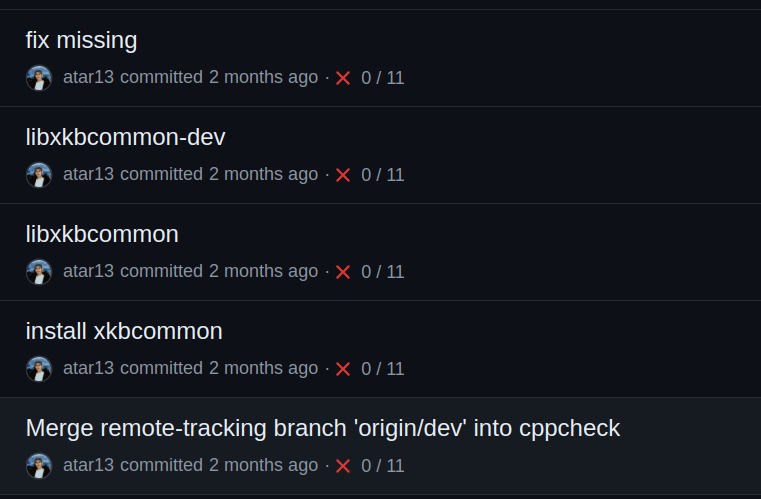 fix missing
atar13 committed 2 months ago · ✕ 0 / 11
libxkbcommon-dev
atar13 committed 2 months ago · ✕ 0 / 11
libxkbcommon
atar13 committed 2 months ago · ✕ 0 / 11
install xkbcommon
atar13 committed 2 months ago · ✕ 0 / 11
Merge remote-tracking branch 'origin/dev' into cppcheck
atar13 committed 2 months ago · ✕ 0 / 11